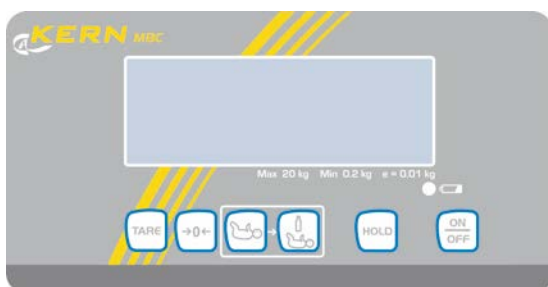 KERN MBC
Max 20 kg Min 0.2 kg e = 0.01 kg
TARE →0← → HOLD ON
OFF